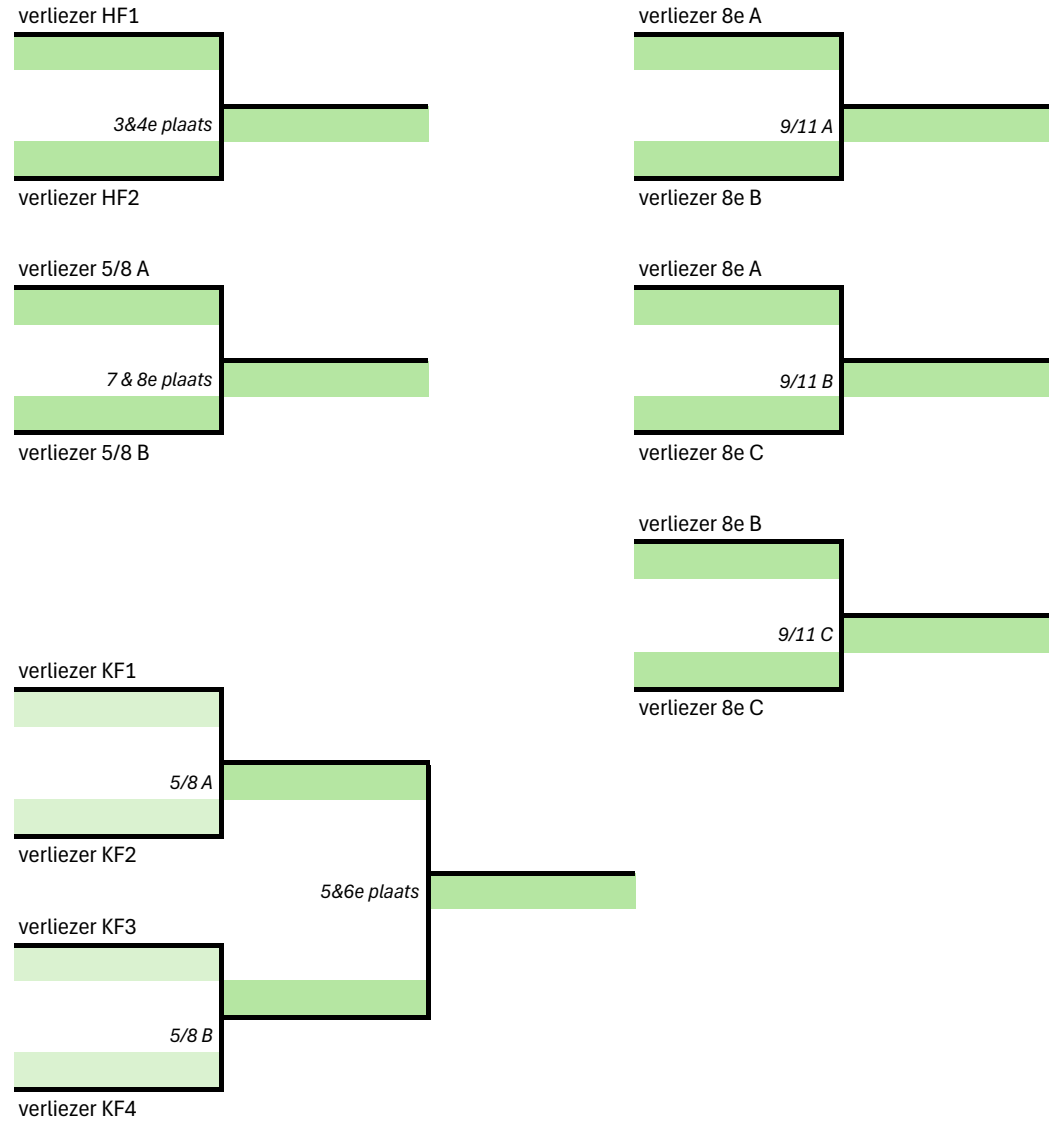 verliezer HF1
3&4e plaats
verliezer HF2
verliezer 5/8 A
7 & 8e plaats
verliezer 5/8 B
verliezer KF1
5/8 A
verliezer KF2
5&6e plaats
verliezer KF3
5/8 B
verliezer KF4
verliezer 8e A
9/11 A
verliezer 8e B
verliezer 8e A
9/11 B
verliezer 8e C
verliezer 8e B
9/11 C
verliezer 8e C